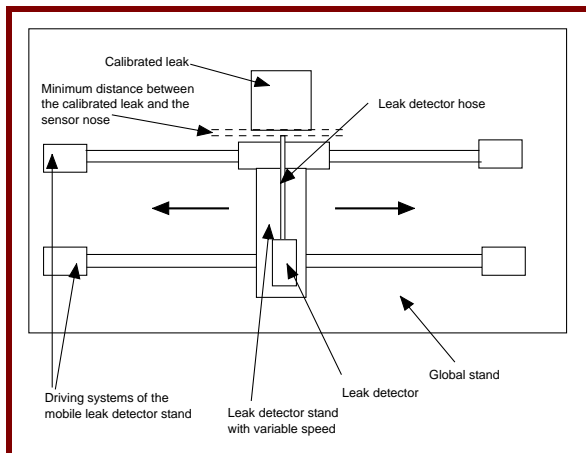 Calibrated leak
Minimum distance between
the calibrated leak and the
sensor nose
Leak detector hose
Global stand
Leak detector
Driving systems of the
mobile leak detector stand
Leak detector stand
with variable speed